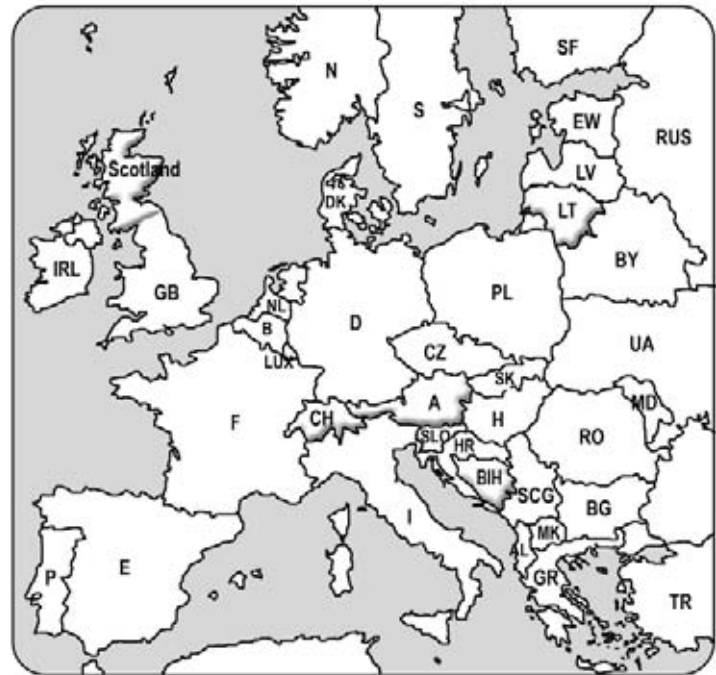 SF
N
S
EW
RUS
Scotland
LV
DK
LT
IRL
BY
GB
PL
NL
D
B
UA
CZ
LUX
SK
A
MD
CH
H
F
SLO
HR
RO
BIH
SCG
BG
I
MK
AL
E
P
GR
TR